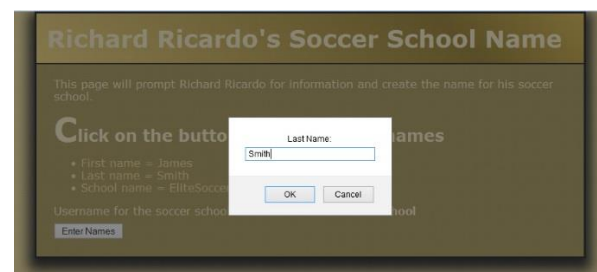 Richard Ricardo's Soccer School Name
This page will prompt Richard Ricardo for information and create the name for his soccer
school.
Click on the butto
ames
Last Name:
Smith
OK Cancel
• First name = James
• Last name = Smith
• School name = EliteSoccer
Username for the soccer schoo
hool
Enter Names